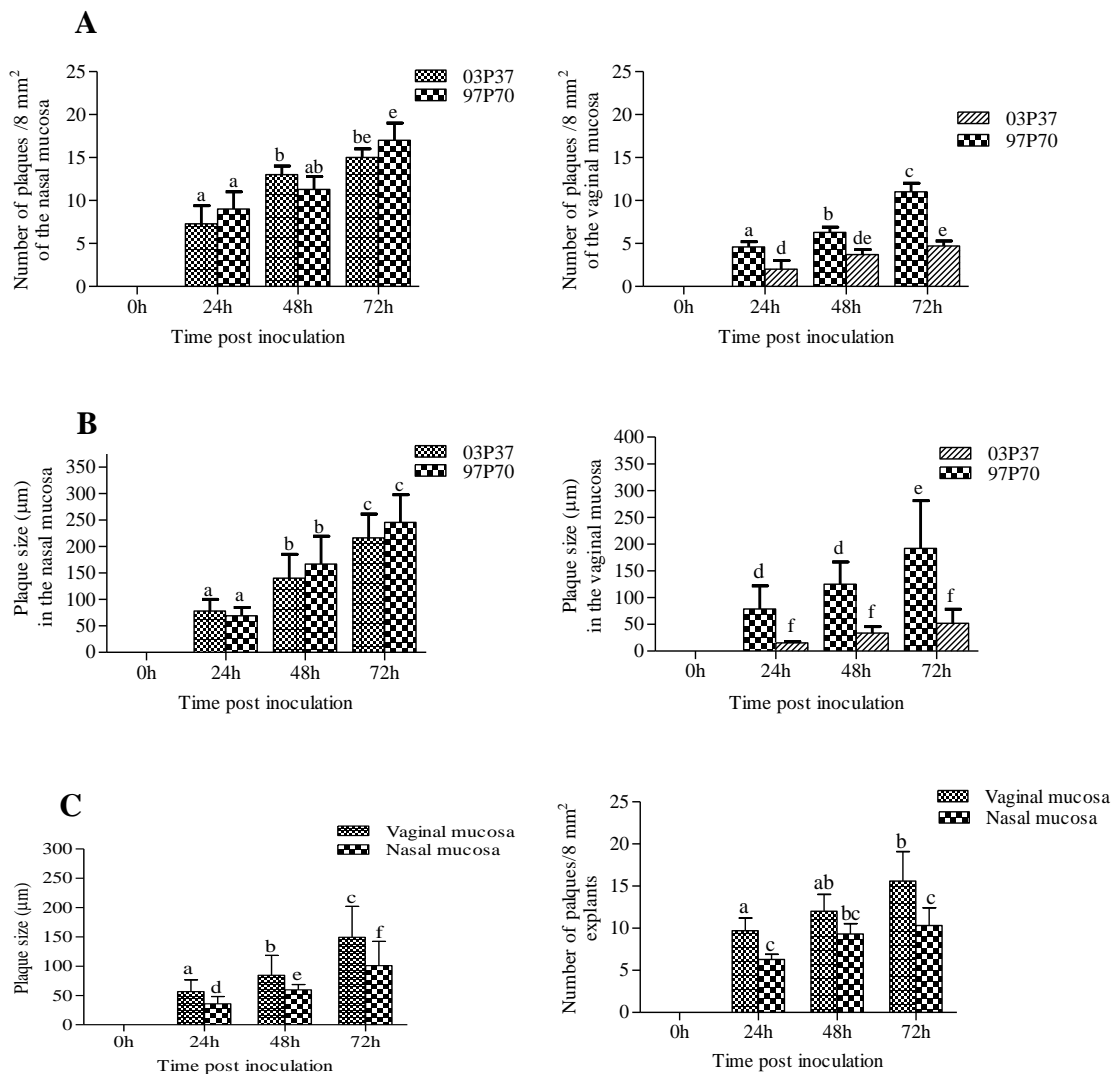 A
03P37
97P70
Number of plaques /8 mm²
of the nasal mucosa
25
20
15
10
5
0
a
a
b
ab
be
e
0h
24h
48h
72h
Time post inoculation
03P37
97P70
Number of plaques /8 mm²
of the vaginal mucosa
25
20
15
10
5
0
a
d
b
de
c
e
0h
24h
48h
72h
Time post inoculation
B
03P37
97P70
Plaque size (µm)
in the nasal mucosa
350
300
250
200
150
100
50
0
a
a
b
b
c
c
0h
24h
48h
72h
Time post inoculation
03P37
97P70
Plaque size (µm)
in the vaginal mucosa
400
350
300
250
200
150
100
50
0
d
f
d
f
e
f
0h
24h
48h
72h
Time post inoculation
C
Vaginal mucosa
Nasal mucosa
Plaque size (µm)
300
250
200
150
100
50
0
a
d
b
e
c
f
0h
24h
48h
72h
Time post inoculation
Vaginal mucosa
Nasal mucosa
Number of palques/8 mm²
explants
25
20
15
10
5
0
a
c
ab
bc
b
c
0h
24h
48h
72h
Time post inoculation